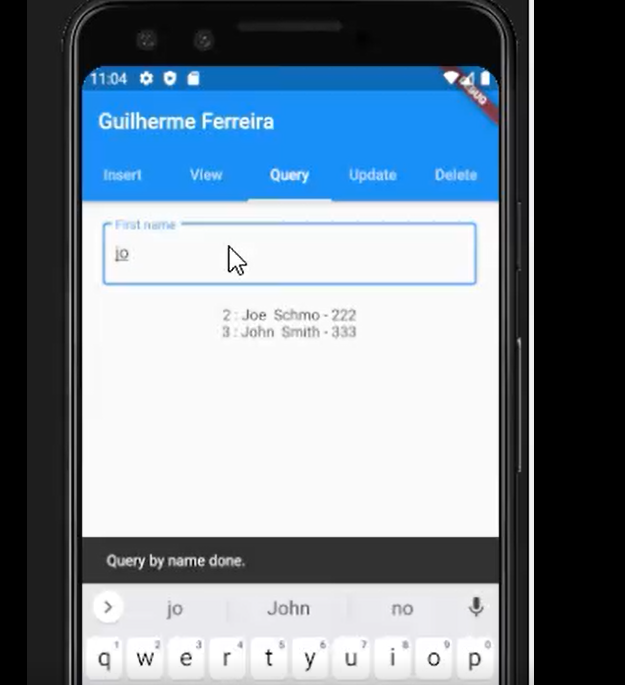 11:04
DEBUG
Guilherme Ferreira
Insert View Query Update Delete
First name
jo
2 : Joe Schmo - 222
3 : John Smith - 333
Query by name done.
jo John no
1 2 3 4 5 6 7 8 9 0
q w e r t y u i o p